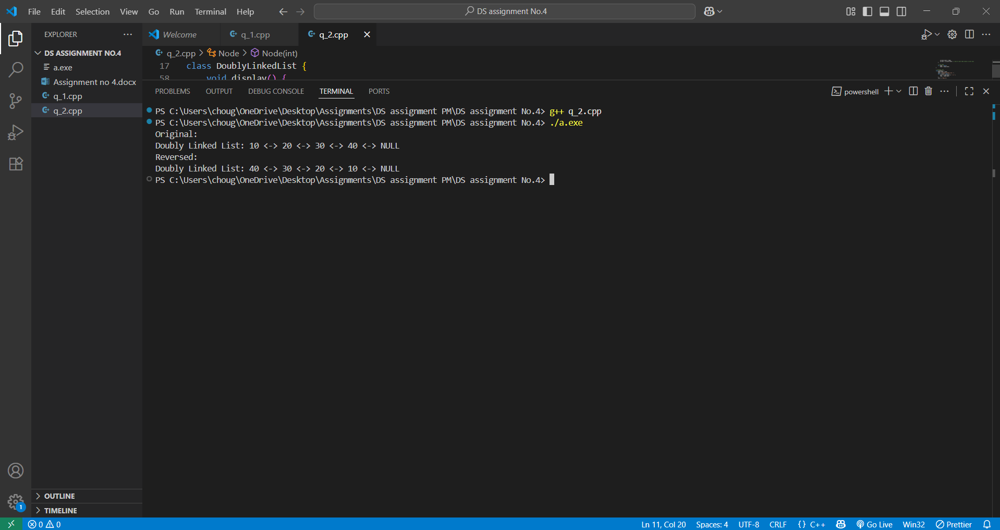 File Edit Selection View Go Run Terminal Help
DS assignment No.4
EXPLORER
Welcome
q_1.cpp
q_2.cpp
DS ASSIGNMENT NO.4
a.exe
Assignment no 4.docx
q_1.cpp
q_2.cpp
q_2.cpp > Node > Node(int)
17 class DoublyLinkedList {
58 void display() {
PROBLEMS OUTPUT DEBUG CONSOLE TERMINAL PORTS
powershell
PS C:\Users\choug\OneDrive\Desktop\Assignments\DS assignment PM\DS assignment No.4> g++ q_2.cpp
PS C:\Users\choug\OneDrive\Desktop\Assignments\DS assignment PM\DS assignment No.4> ./a.exe
Original:
Doubly Linked List: 10 <-> 20 <-> 30 <-> 40 <-> NULL
Reversed:
Doubly Linked List: 40 <-> 30 <-> 20 <-> 10 <-> NULL
PS C:\Users\choug\OneDrive\Desktop\Assignments\DS assignment PM\DS assignment No.4>
OUTLINE
TIMELINE
1
0 0
Ln 11, Col 20 Spaces: 4 UTF-8 CRLF {} C++ Go Live Win32 Prettier